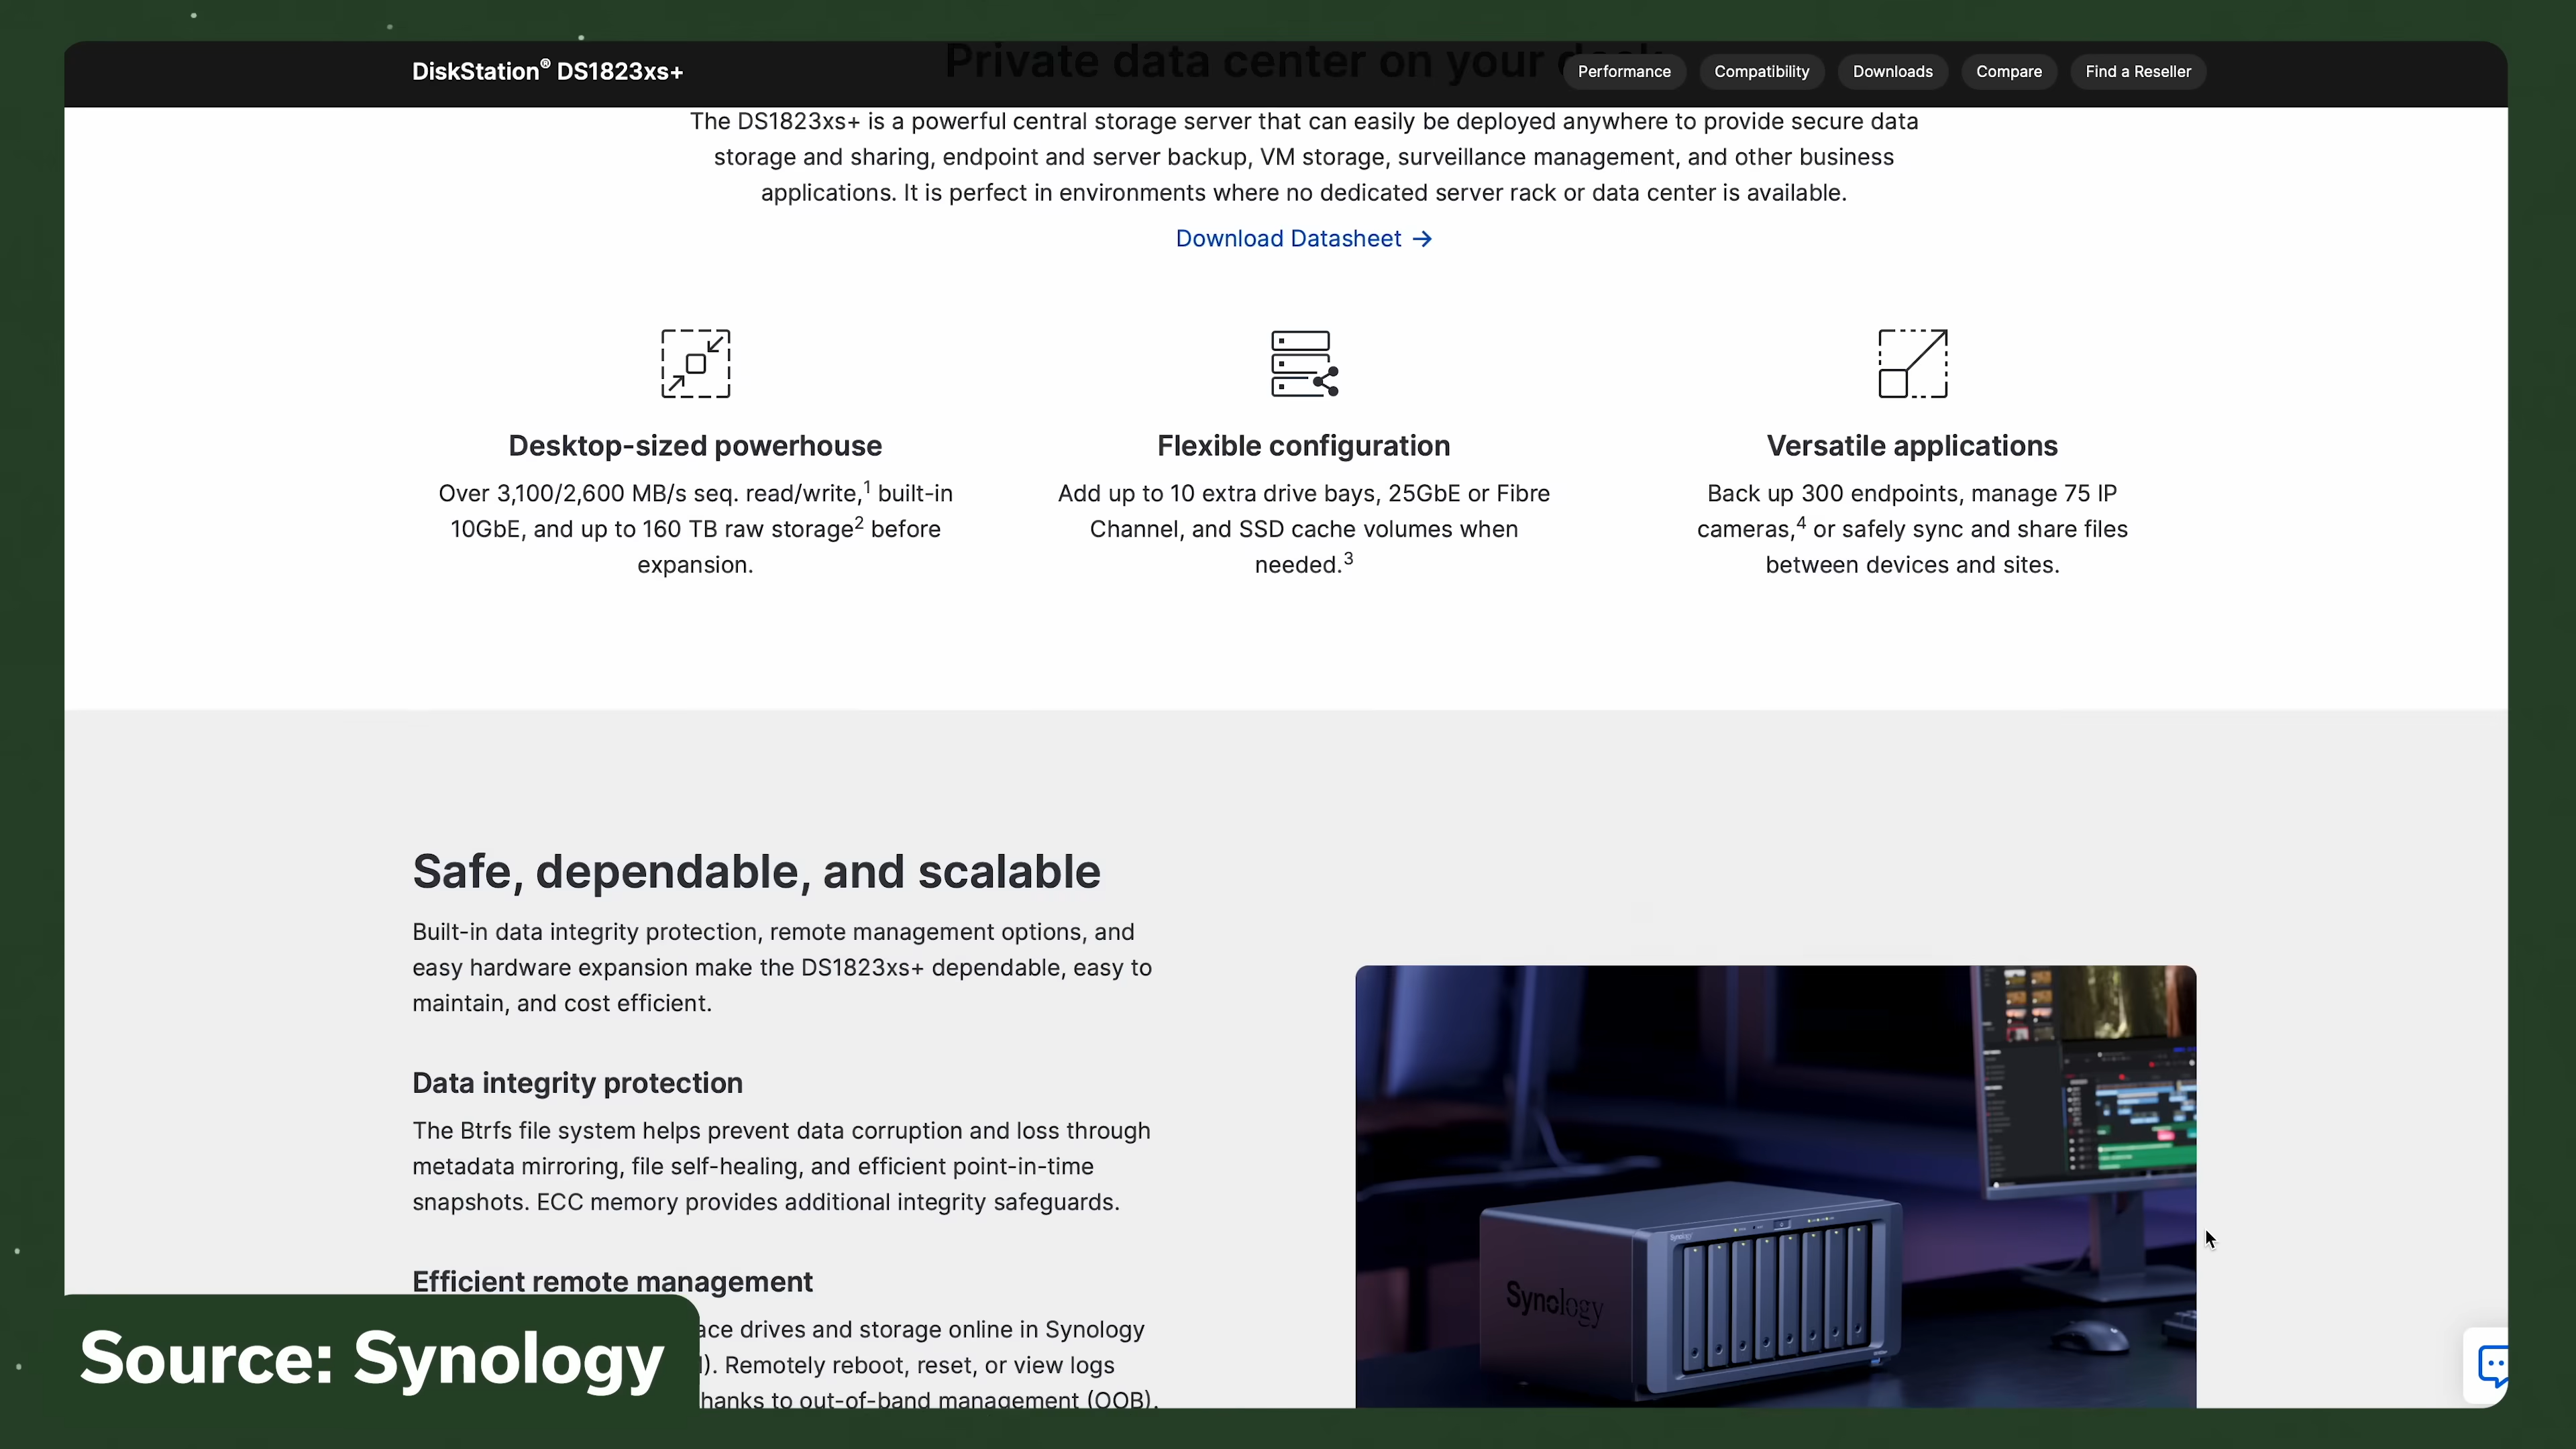 Private data center on your desk
DiskStation® DS1823xs+
Performance
Compatibility
Downloads
Compare
Find a Reseller
The DS1823xs+ is a powerful central storage server that can easily be deployed anywhere to provide secure data
storage and sharing, endpoint and server backup, VM storage, surveillance management, and other business
applications. It is perfect in environments where no dedicated server rack or data center is available.
Download Datasheet →
Desktop-sized powerhouse
Over 3,100/2,600 MB/s seq. read/write,1 built-in
10GbE, and up to 160 TB raw storage2 before
expansion.
Flexible configuration
Add up to 10 extra drive bays, 25GbE or Fibre
Channel, and SSD cache volumes when
needed.3
Versatile applications
Back up 300 endpoints, manage 75 IP
cameras,4 or safely sync and share files
between devices and sites.
Safe, dependable, and scalable
Built-in data integrity protection, remote management options, and
easy hardware expansion make the DS1823xs+ dependable, easy to
maintain, and cost efficient.
Data integrity protection
The Btrfs file system helps prevent data corruption and loss through
metadata mirroring, file self-healing, and efficient point-in-time
snapshots. ECC memory provides additional integrity safeguards.
Efficient remote management
ace drives and storage online in Synology
). Remotely reboot, reset, or view logs
hanks to out-of-band management (OOB).
Synology
Synology
Source: Synology